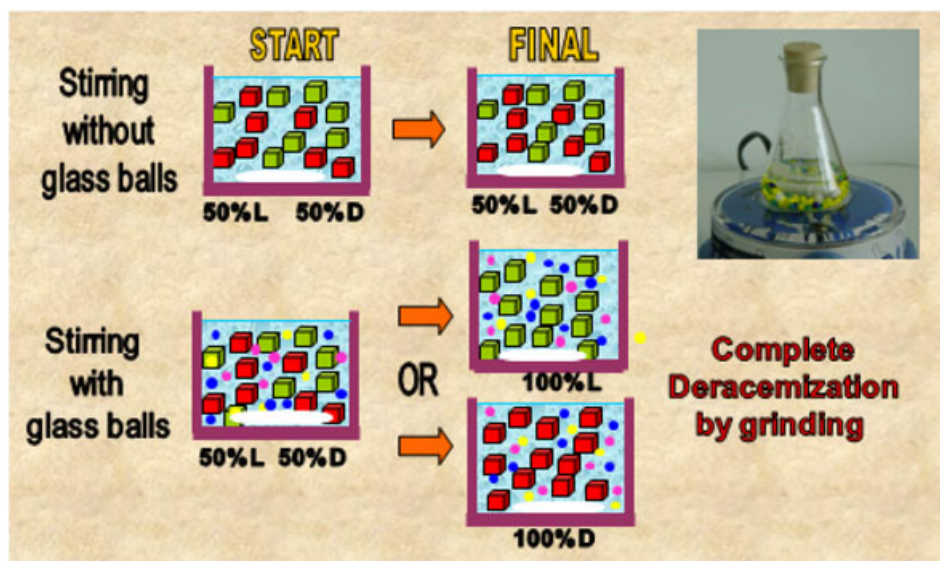 START
FINAL
Stirring
without
glass balls
50%L 50%D
50%L 50%D
Stirring
with
glass balls
50%L 50%D
OR
100%L
100%D
Complete
Deracemization
by grinding